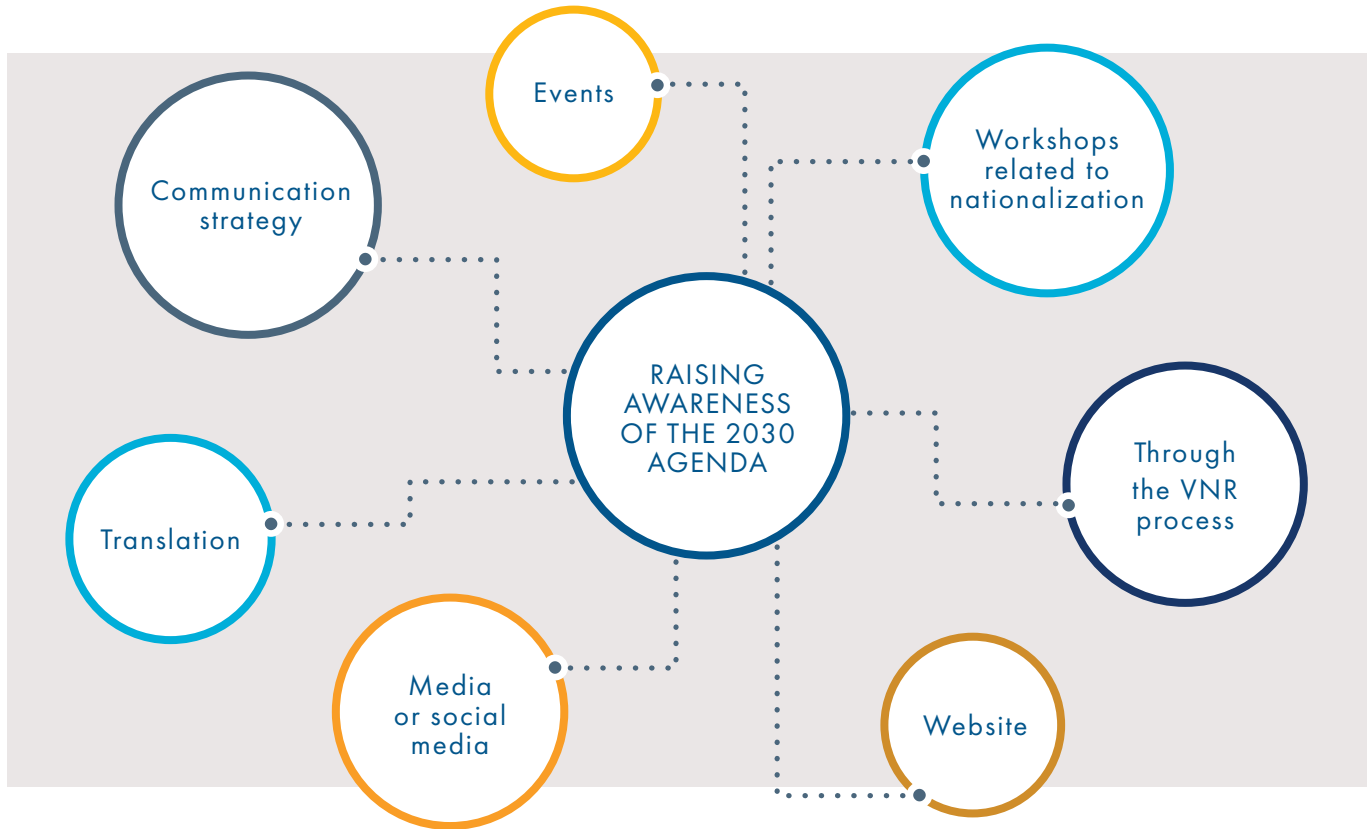 Events
Workshops
related to
nationalization
Communication
strategy
RAISING
AWARENESS
OF THE 2030
AGENDA
Through
the VNR
process
Translation
Media
or social
media
Website